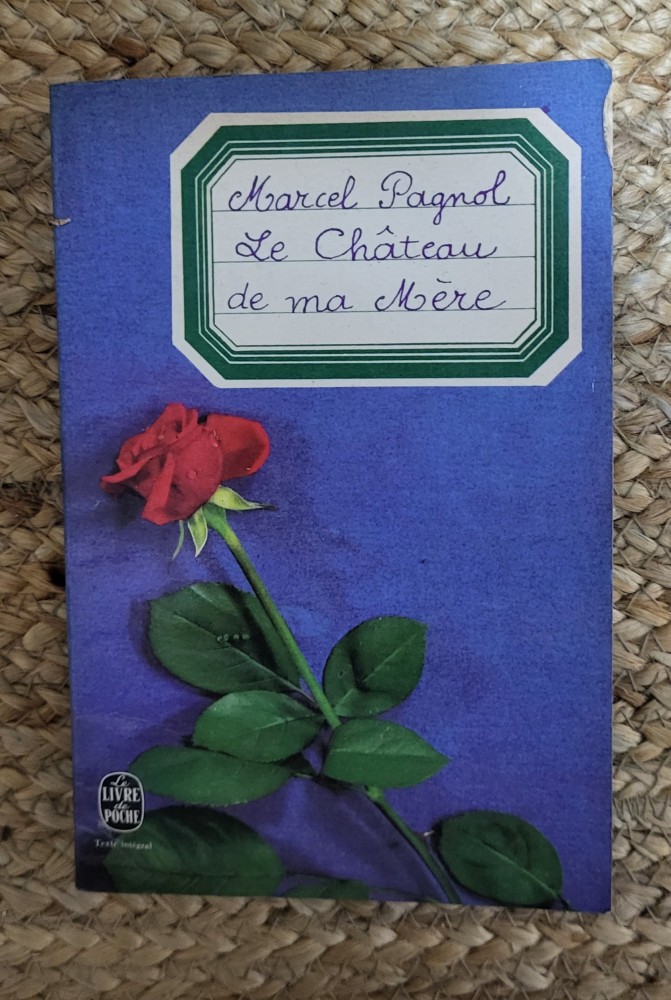 Marcel Pagnol
Le Château
de ma Mère
Le
LIVRE
de
POCHE
Texte intégral